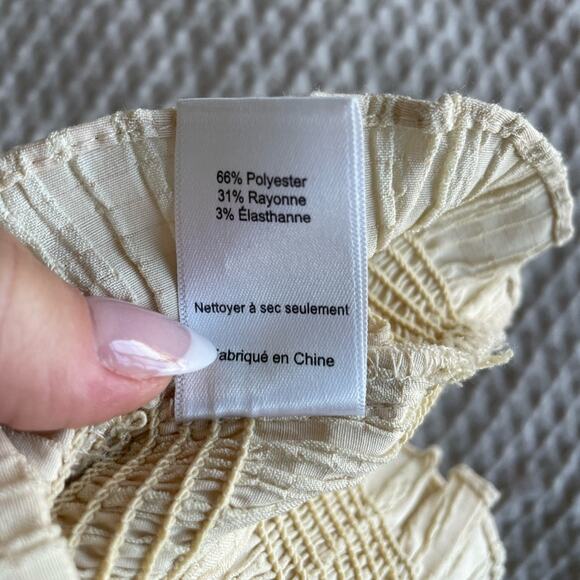 66% Polyester
31% Rayonne
3% Élasthanne
Nettoyer à sec seulement
Fabriqué en Chine